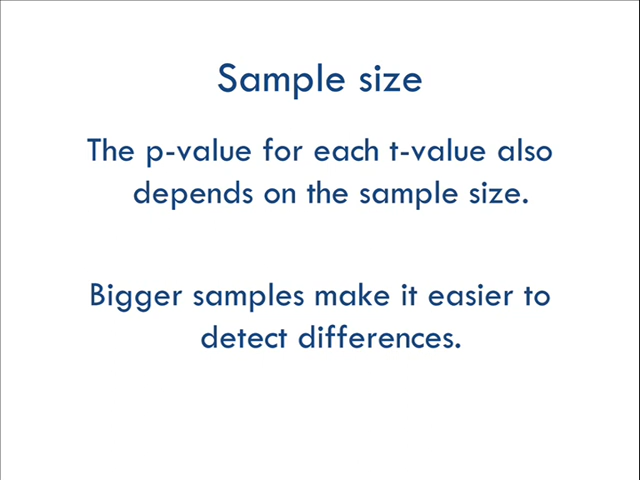 Sample size
The p-value for each t-value also
depends on the sample size.
Bigger samples make it easier to
detect differences.